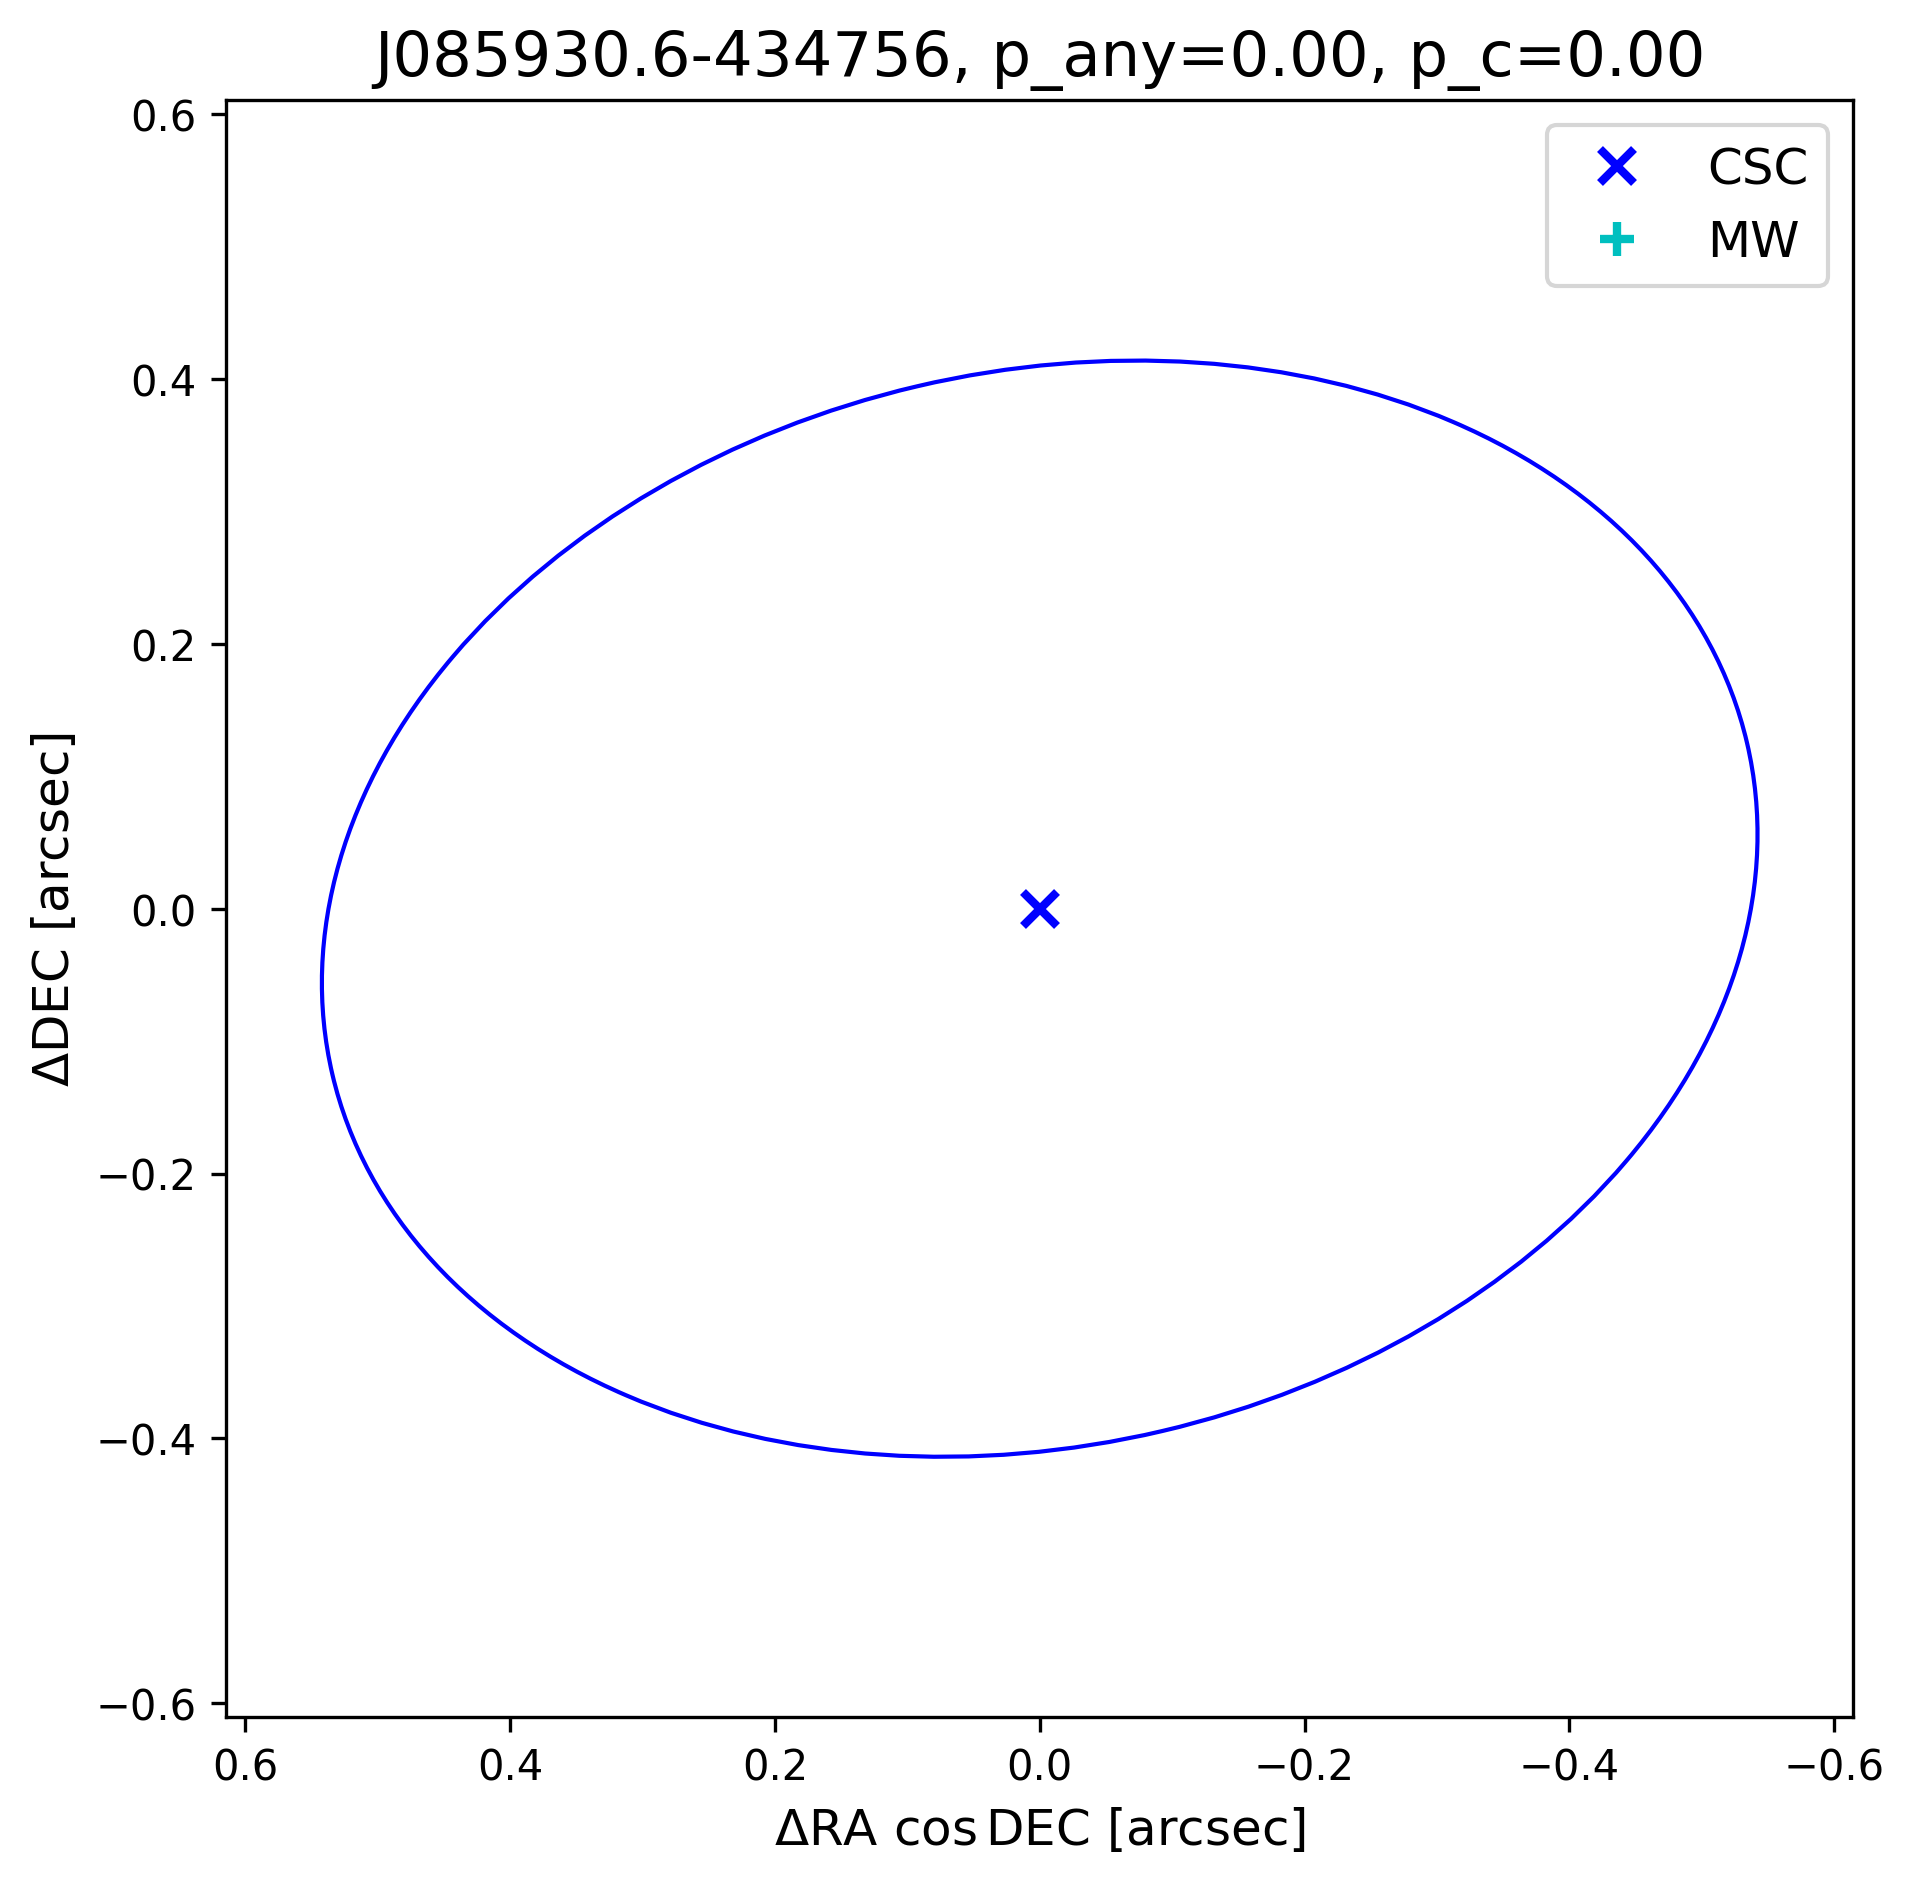 J085930.6-434756, p_any=0.00, p_c=0.00
CSC
MW
0.6
0.4
0.2
0.0
−0.2
−0.4
−0.6
ΔDEC [arcsec]
0.6 0.4 0.2 0.0 −0.2 −0.4 −0.6
ΔRA cos DEC [arcsec]